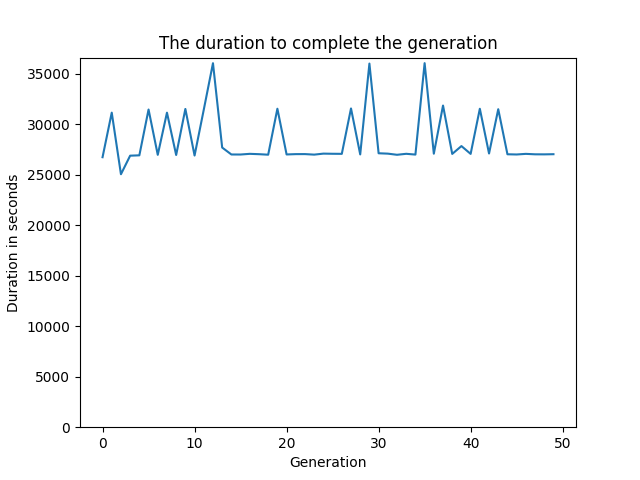 The duration to complete the generation
35000
30000
25000
20000
15000
10000
5000
0
Duration in seconds
0 10 20 30 40 50
Generation